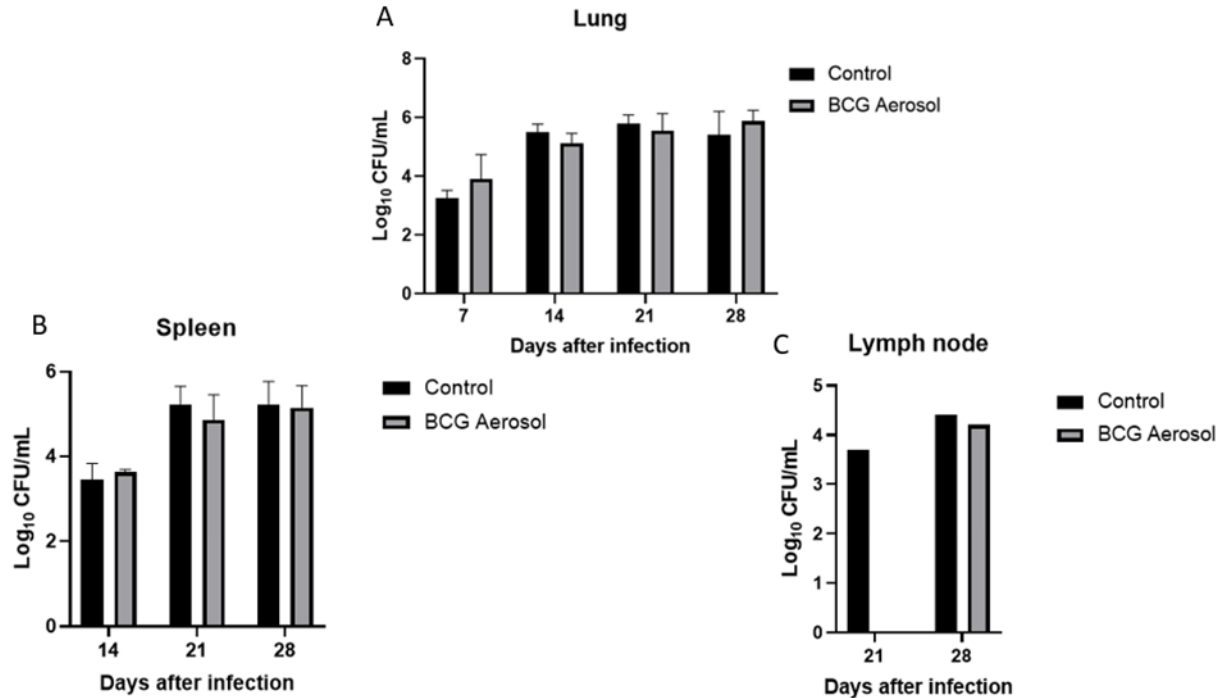 A
Lung
8
6
4
2
0
Log₁₀ CFU/mL
7 14 21 28
Days after infection
Control
BCG Aerosol
B
Spleen
6
4
2
0
Log₁₀ CFU/mL
14 21 28
Days after infection
Control
BCG Aerosol
C
Lymph node
5
4
3
2
1
0
Log₁₀ CFU/mL
21 28
Days after infection
Control
BCG Aerosol